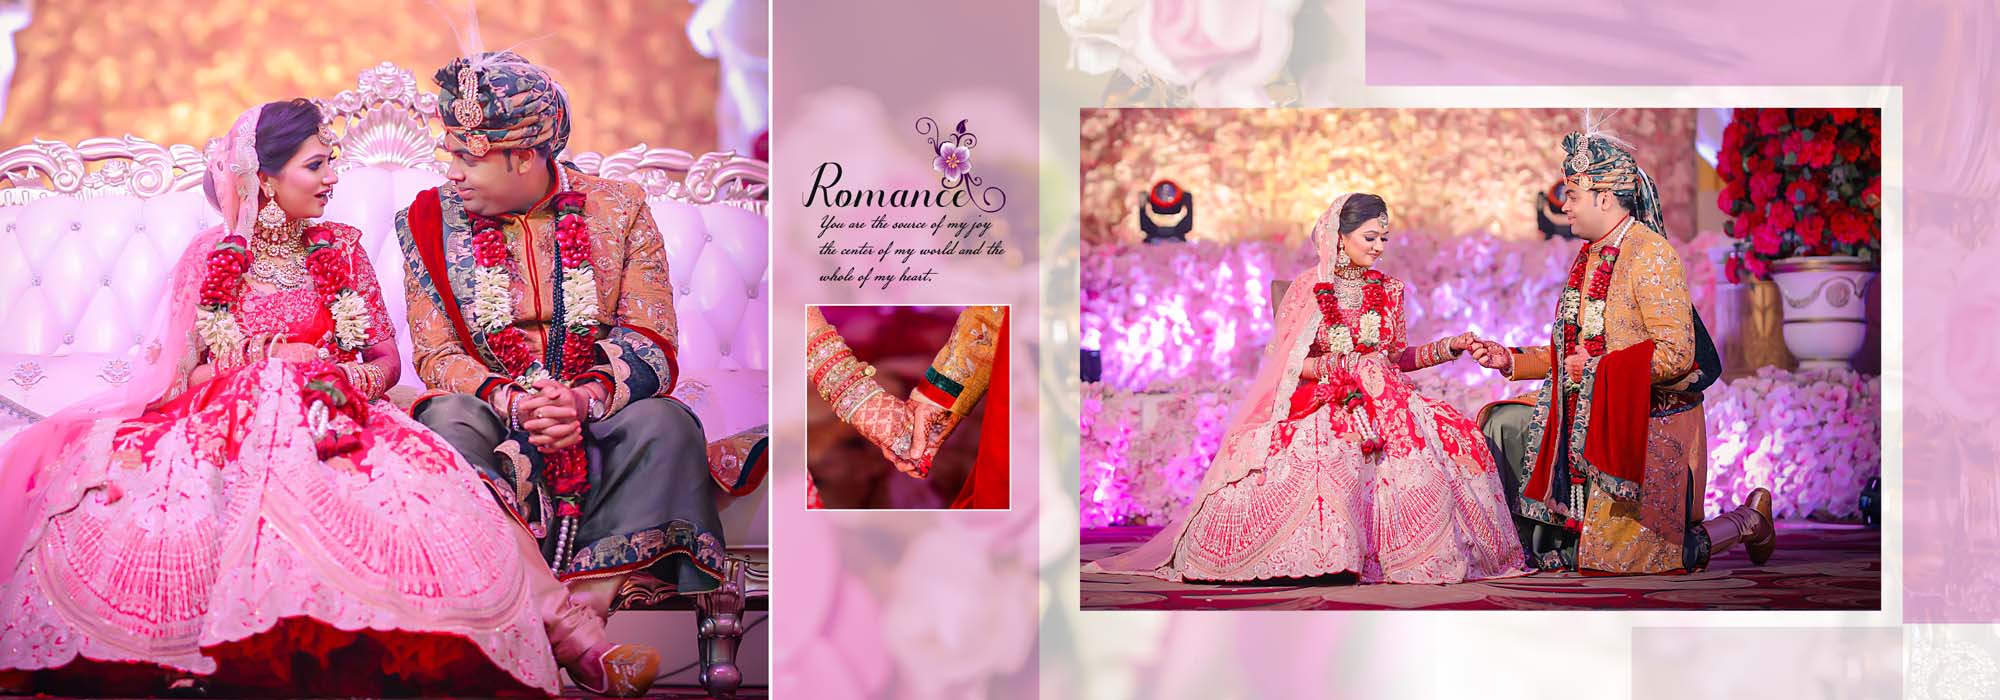 Romance
You are the source of my joy
the center of my world and the
whole of my heart.